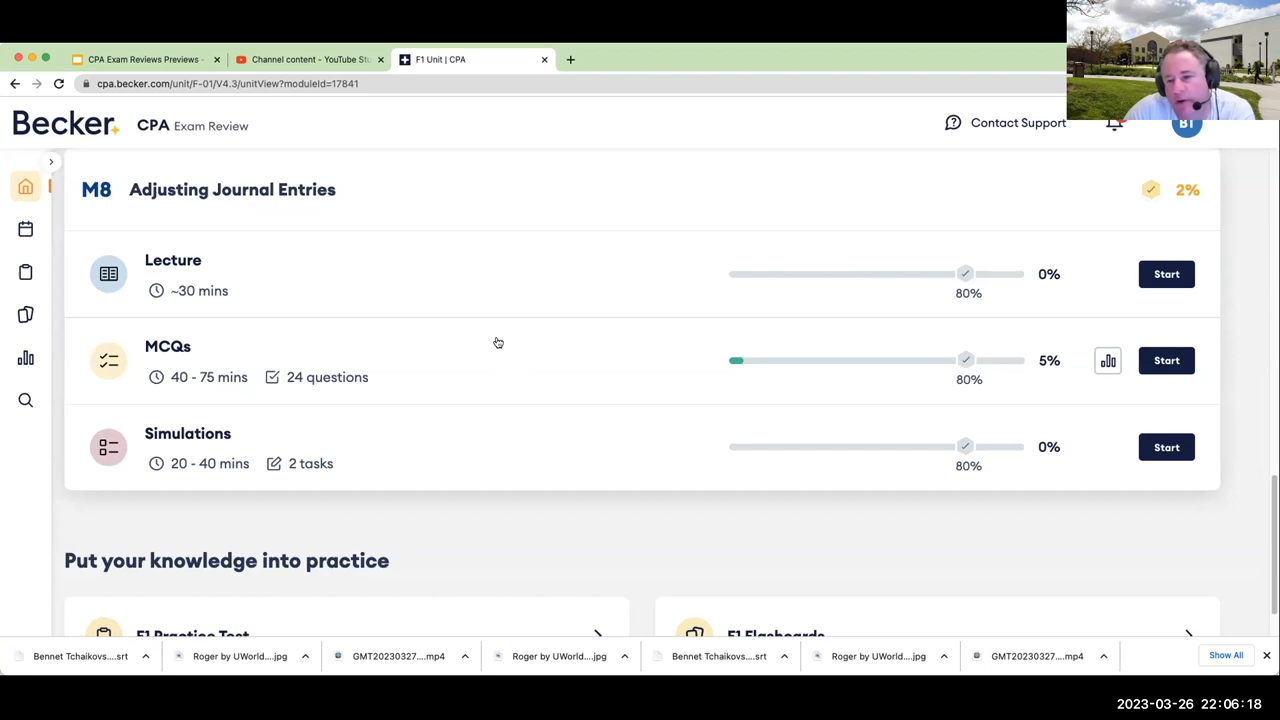 CPA Exam Reviews Previews -
Channel content - YouTube Stu
F1 Unit | CPA
cpa.becker.com/unit/F-01/V4.3/unitView?moduleId=17841
Becker.
CPA Exam Review
Contact Support
BT
M8 Adjusting Journal Entries
2%
Lecture
~30 mins
0%
80%
Start
MCQs
40 - 75 mins
24 questions
5%
80%
Start
Simulations
20 - 40 mins
2 tasks
0%
80%
Start
Put your knowledge into practice
F1 Practice Test
F1 Flashcards
Bennet Tchaikovs....srt
Roger by UWorld....jpg
GMT20230327....mp4
Roger by UWorld....jpg
Bennet Tchaikovs....srt
Roger by UWorld....jpg
GMT20230327....mp4
Show All
2023-03-26 22:06:18